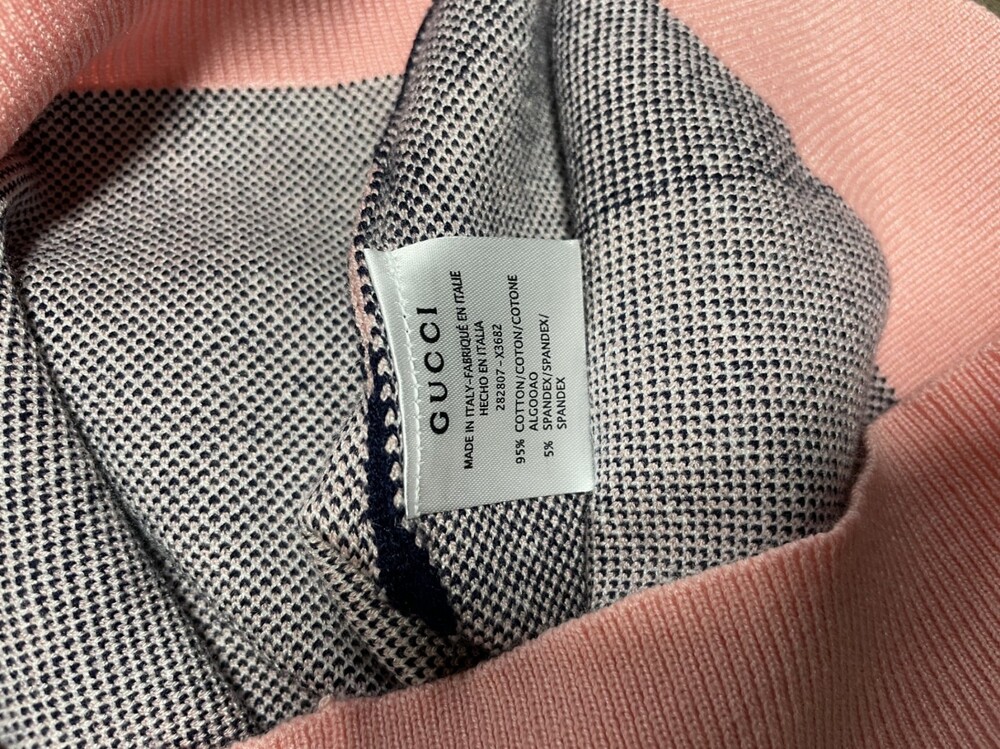 GUCCI
MADE IN ITALY-FABRIQUÉ EN ITALIE
HECHO EN ITALIA
282807-X3682
95% COTTON/COTON/COTONE
ALGOOAO
5% SPANDEX/SPANDEX/
SPANDEX